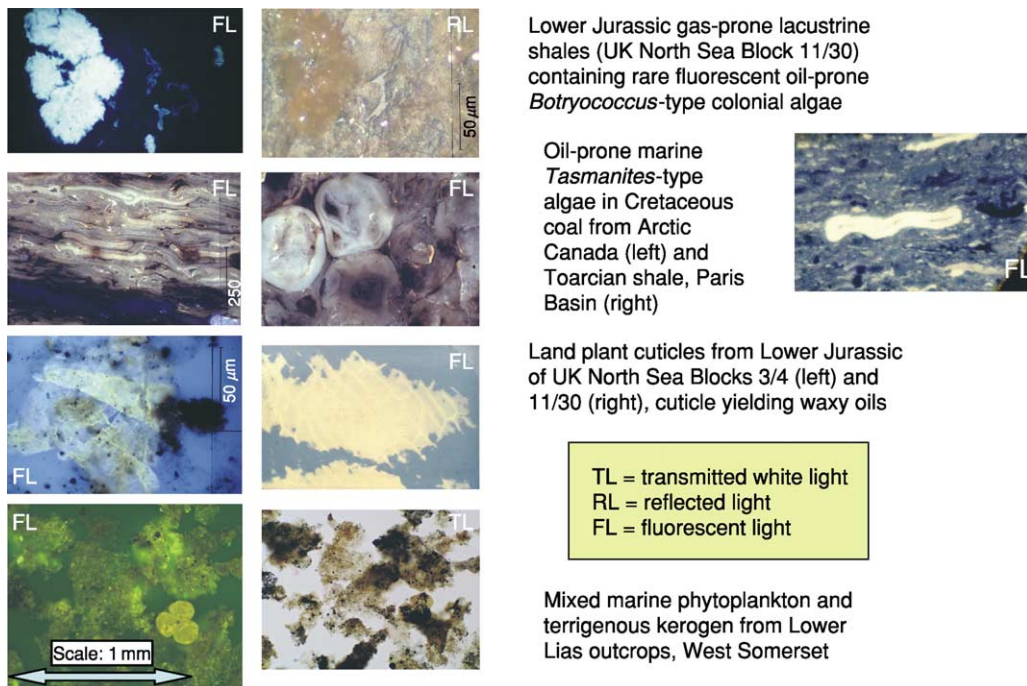 FL
RL
50 μm
Lower Jurassic gas-prone lacustrine
shales (UK North Sea Block 11/30)
containing rare fluorescent oil-prone
Botryococcus-type colonial algae
FL
250
FL
Oil-prone marine
Tasmanites-type
algae in Cretaceous
coal from Arctic
Canada (left) and
Toarcian shale, Paris
Basin (right)
FL
FL
50 μm
FL
Land plant cuticles from Lower Jurassic
of UK North Sea Blocks 3/4 (left) and
11/30 (right), cuticle yielding waxy oils
TL = transmitted white light
RL = reflected light
FL = fluorescent light
FL
Scale: 1 mm
TL
Mixed marine phytoplankton and
terrigenous kerogen from Lower
Lias outcrops, West Somerset